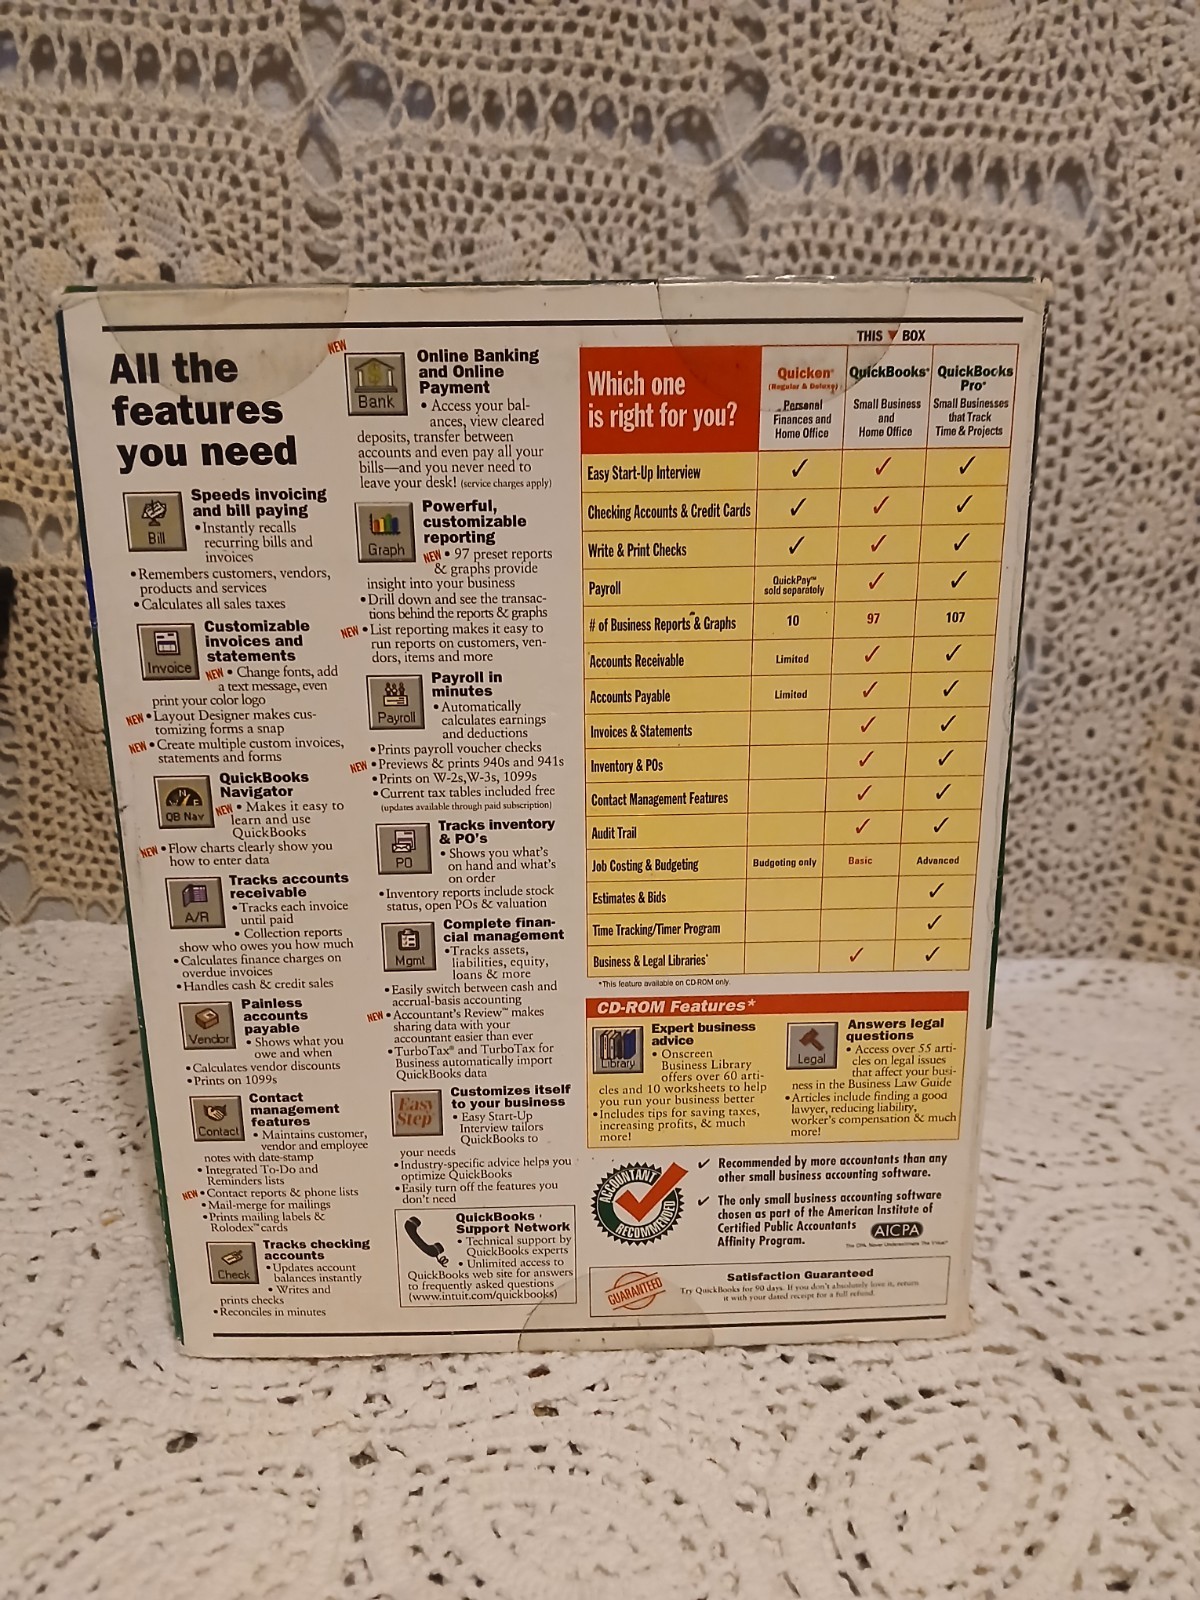 All the
features
you need
Bill
Speeds invoicing
and bill paying
• Instantly recalls
recurring bills and
invoices
• Remembers customers, vendors,
products and services
• Calculates all sales taxes
Invoice
Customizable
invoices and
statements
NEW • Change fonts, add
a text message, even
print your color logo
NEW • Layout Designer makes cus-
tomizing forms a snap
NEW • Create multiple custom invoices,
statements and forms
QB Nav
QuickBooks
Navigator
NEW • Makes it easy to
learn and use
QuickBooks
NEW • Flow charts clearly show you
how to enter data
A/R
Tracks accounts
receivable
• Tracks each invoice
until paid
• Collection reports
show who owes you how much
• Calculates finance charges on
overdue invoices
• Handles cash & credit sales
Vendor
Painless
accounts
payable
• Shows what you
owe and when
• Calculates vendor discounts
• Prints on 1099s
Contact
Contact
management
features
• Maintains customer,
vendor and employee
notes with date-stamp
• Integrated To-Do and
Reminders lists
NEW • Contact reports & phone lists
• Mail-merge for mailings
• Prints mailing labels &
Rolodex™ cards
Check
Tracks checking
accounts
• Updates account
balances instantly
• Writes and
prints checks
• Reconciles in minutes
NEW
Bank
Online Banking
and Online
Payment
• Access your bal-
ances, view cleared
deposits, transfer between
accounts and even pay all your
bills—and you never need to
leave your desk! (service charges apply)
Graph
Powerful,
customizable
reporting
NEW • 97 preset reports
& graphs provide
insight into your business
• Drill down and see the transac-
tions behind the reports & graphs
NEW • List reporting makes it easy to
run reports on customers, ven-
dors, items and more
Payroll
Payroll in
minutes
• Automatically
calculates earnings
and deductions
• Prints payroll voucher checks
NEW • Previews & prints 940s and 941s
• Prints on W-2s, W-3s, 1099s
• Current tax tables included free
(updates available through paid subscription)
PO
Tracks inventory
& PO's
• Shows you what's
on hand and what's
on order
• Inventory reports include stock
status, open POs & valuation
Mgmt
Complete finan-
cial management
• Tracks assets,
liabilities, equity,
loans & more
• Easily switch between cash and
accrual-basis accounting
NEW • Accountant's Review™ makes
sharing data with your
accountant easier than ever
• TurboTax® and TurboTax for
Business automatically import
QuickBooks data
Easy
Step
Customizes itself
to your business
• Easy Start-Up
Interview tailors
QuickBooks to
your needs
• Industry-specific advice helps you
optimize QuickBooks
• Easily turn off the features you
don't need
QuickBooks
Support Network
• Technical support by
QuickBooks experts
• Unlimited access to
QuickBooks web site for answers
to frequently asked questions
(www.intuit.com/quickbooks)
THIS ▼ BOX
Which one
is right for you?
Quicken®
(Regular & Deluxe)
Personal
Finances and
Home Office
QuickBooks®
Small Business
and
Home Office
QuickBooks
Pro®
Small Businesses
that Track
Time & Projects
Easy Start-Up Interview ✓ ✓ ✓
Checking Accounts & Credit Cards ✓ ✓ ✓
Write & Print Checks ✓ ✓ ✓
Payroll QuickPay™ sold separately ✓ ✓
# of Business Reports & Graphs 10 97 107
Accounts Receivable Limited ✓ ✓
Accounts Payable Limited ✓ ✓
Invoices & Statements ✓ ✓
Inventory & POs ✓ ✓
Contact Management Features ✓ ✓
Audit Trail ✓ ✓
Job Costing & Budgeting Budgeting only Basic Advanced
Estimates & Bids ✓
Time Tracking/Timer Program ✓
Business & Legal Libraries* ✓ ✓
*This feature available on CD-ROM only.
CD-ROM Features*
Library
Expert business
advice
• Onscreen
Business Library
offers over 60 arti-
cles and 10 worksheets to help
you run your business better
• Includes tips for saving taxes,
increasing profits, & much
more!
Legal
Answers legal
questions
• Access over 55 arti-
cles on legal issues
that affect your busi-
ness in the Business Law Guide
• Articles include finding a good
lawyer, reducing liability,
worker's compensation & much
more!
ACCOUNTANT
RECOMMENDED
✓ Recommended by more accountants than any
other small business accounting software.
✓ The only small business accounting software
chosen as part of the American Institute of
Certified Public Accountants
Affinity Program.
AICPA
The CPA. Never Underestimate The Value.®
GUARANTEED
Satisfaction Guaranteed
Try QuickBooks for 90 days. If you don't absolutely love it, return
it with your dated receipt for a full refund.